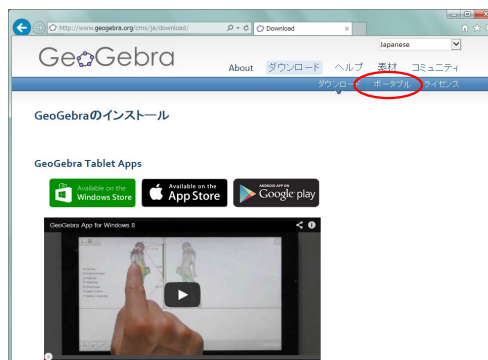 http://www.geogebra.org/cms/ja/download/
Download
Japanese
GeoGebra
About ダウンロード ヘルプ 素材 コミュニティ
ダウンロード ポータブル ライセンス
GeoGebraのインストール
GeoGebra Tablet Apps
Available on the
Windows Store
Available on the
App Store
ANDROID APP ON
Google play
GeoGebra App for Windows 8